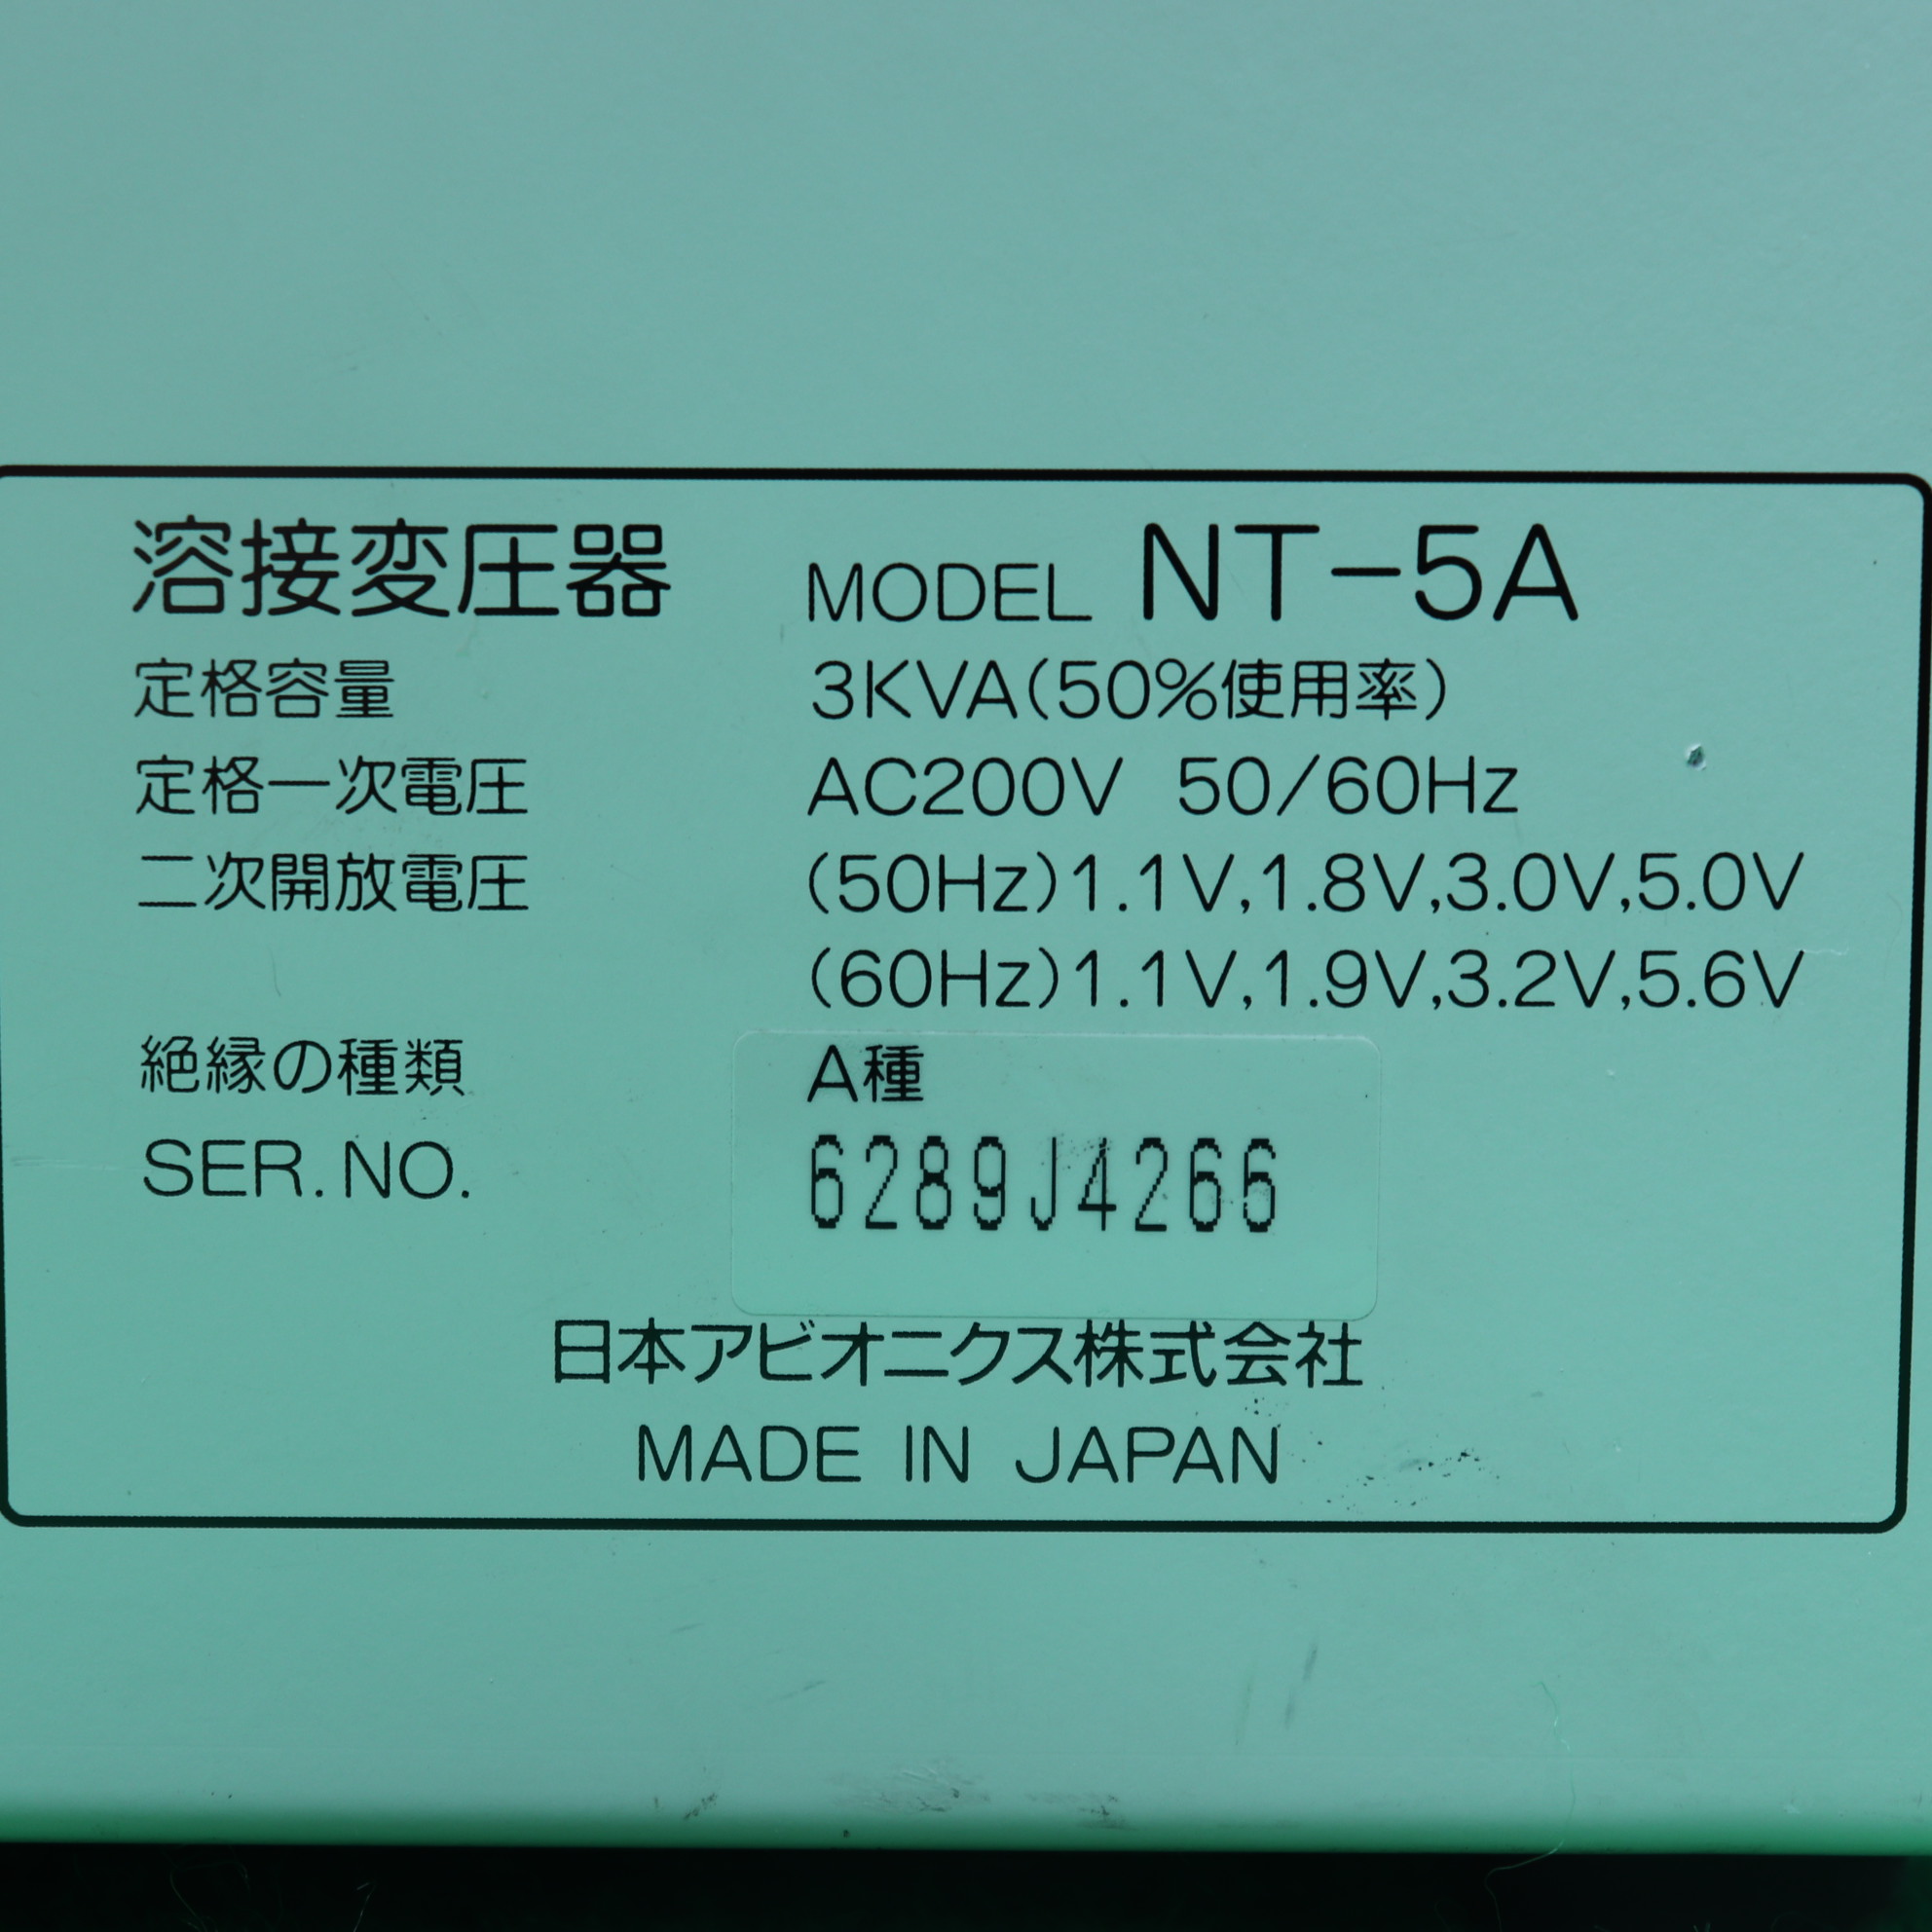 溶接変圧器 MODEL NT-5A
定格容量 3KVA(50%使用率)
定格一次電圧 AC200V 50/60Hz
二次開放電圧 (50Hz)1.1V,1.8V,3.0V,5.0V
(60Hz)1.1V,1.9V,3.2V,5.6V
絶縁の種類 A種
SER.NO. 6289J4266
日本アビオニクス株式会社
MADE IN JAPAN